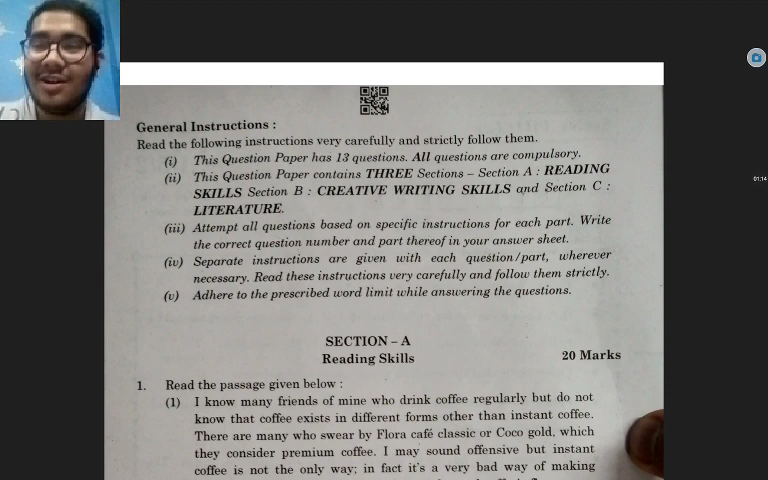 General Instructions :
Read the following instructions very carefully and strictly follow them.
(i) This Question Paper has 13 questions. All questions are compulsory.
(ii) This Question Paper contains THREE Sections – Section A : READING
SKILLS Section B : CREATIVE WRITING SKILLS and Section C :
LITERATURE.
(iii) Attempt all questions based on specific instructions for each part. Write
the correct question number and part thereof in your answer sheet.
(iv) Separate instructions are given with each question/part, wherever
necessary. Read these instructions very carefully and follow them strictly.
(v) Adhere to the prescribed word limit while answering the questions.
SECTION – A
Reading Skills 20 Marks
1. Read the passage given below :
(1) I know many friends of mine who drink coffee regularly but do not
know that coffee exists in different forms other than instant coffee.
There are many who swear by Flora café classic or Coco gold, which
they consider premium coffee. I may sound offensive but instant
coffee is not the only way; in fact it's a very bad way of making
01:14